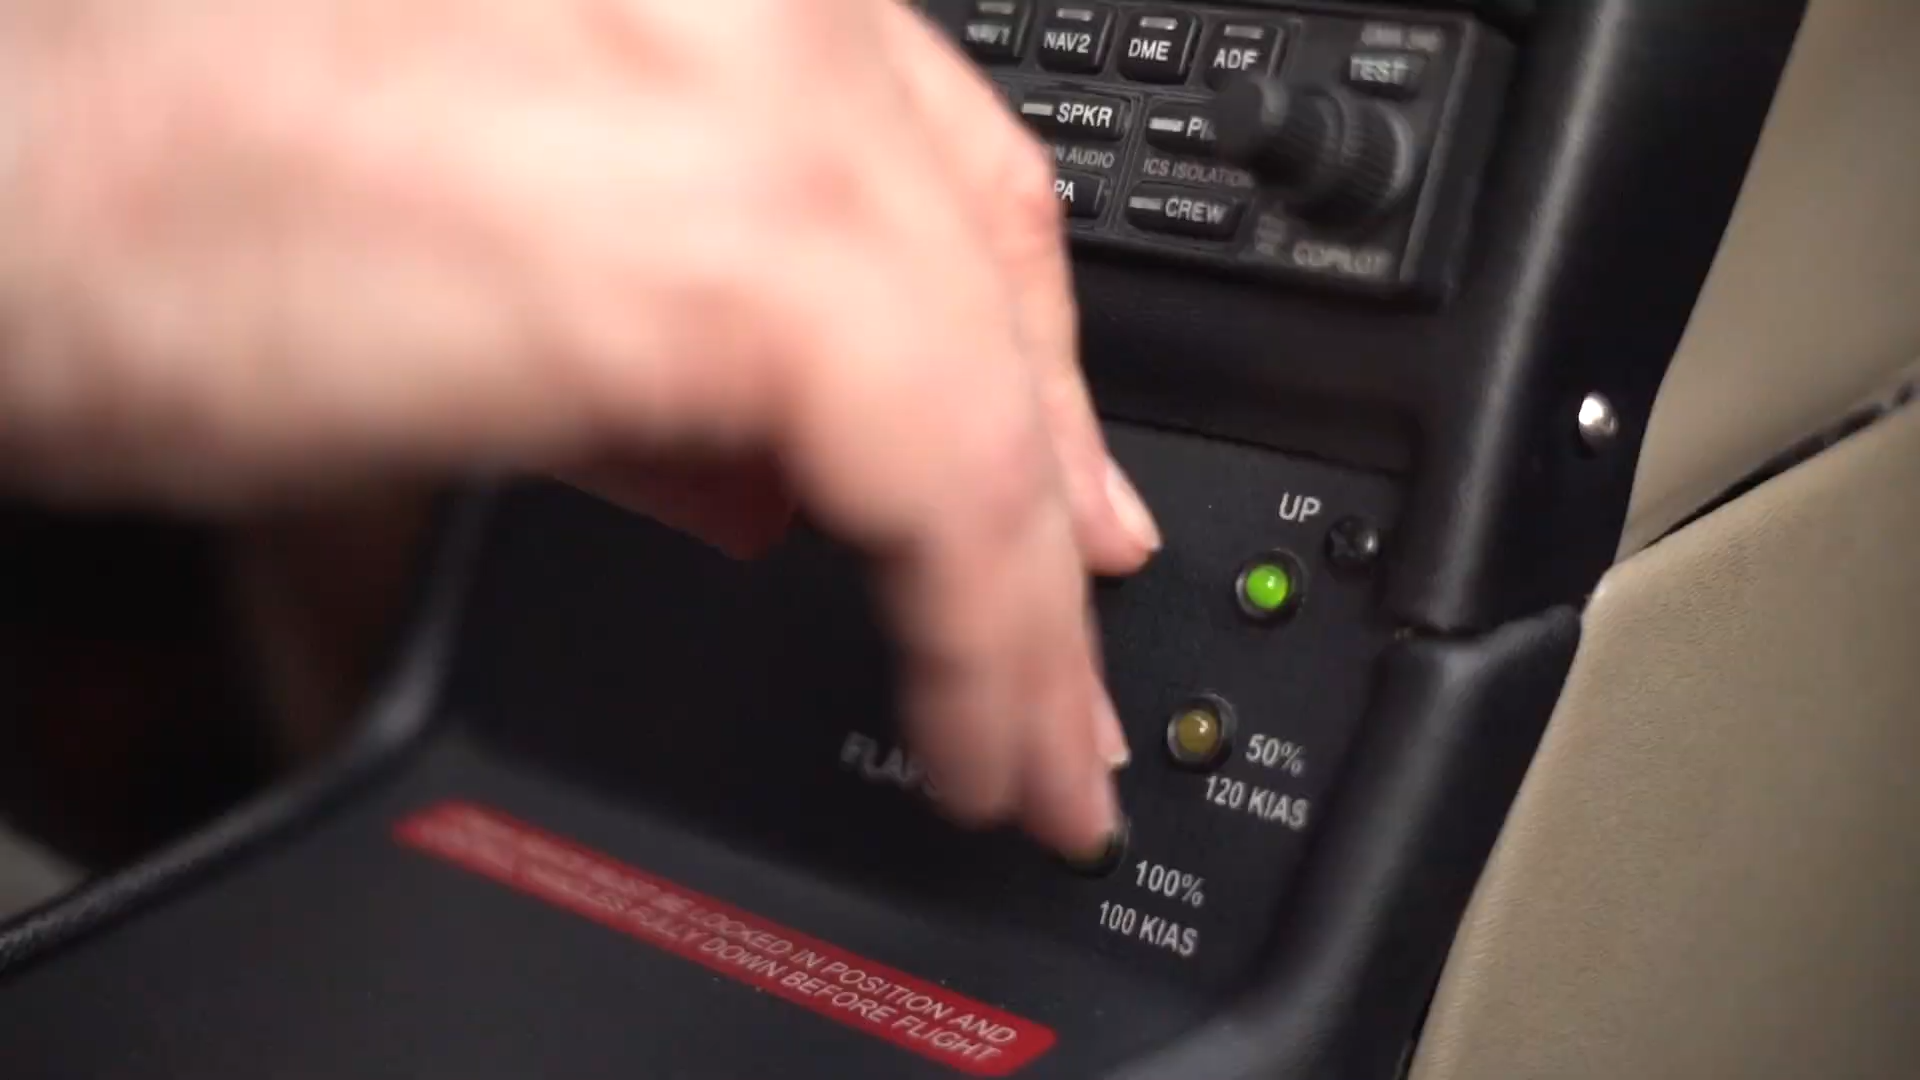 NAV1 NAV2 DME ADF TEST
SPKR
AUDIO ICS ISOLATION
PA CREW
COPILOT
UP
50%
120 KIAS
100%
100 KIAS
LOCKED IN POSITION AND
FULLY DOWN BEFORE FLIGHT